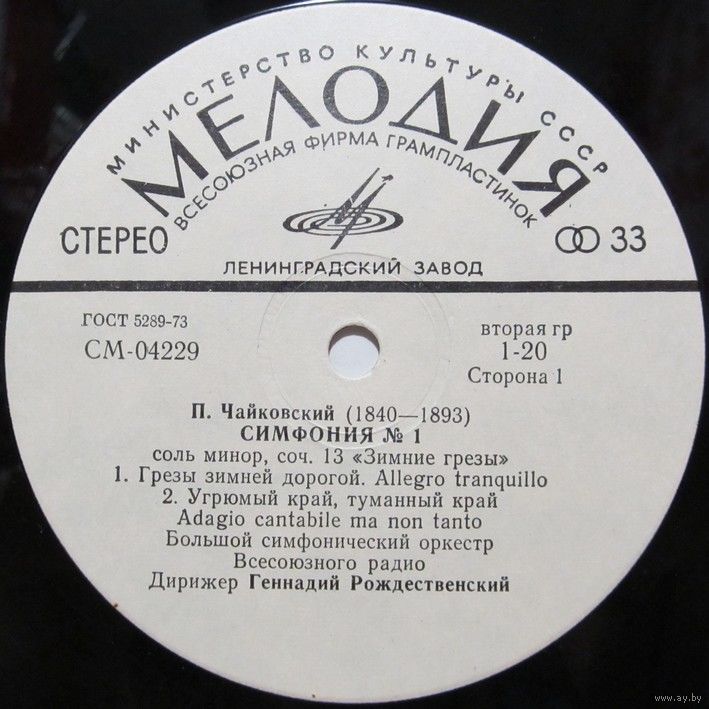 МИНИСТЕРСТВО КУЛЬТУРЫ СССР
МЕЛОДИЯ
ВСЕСОЮЗНАЯ ФИРМА ГРАМПЛАСТИНОК
СТЕРЕО
33
ЛЕНИНГРАДСКИЙ ЗАВОД
ГОСТ 5289-73
СМ-04229
вторая гр
1-20
Сторона 1
П. Чайковский (1840—1893)
СИМФОНИЯ № 1
соль минор, соч. 13 «Зимние грезы»
1. Грезы зимней дорогой. Allegro tranquillo
2. Угрюмый край, туманный край
Adagio cantabile ma non tanto
Большой симфонический оркестр
Всесоюзного радио
Дирижер Геннадий Рождественский
www.ay.by